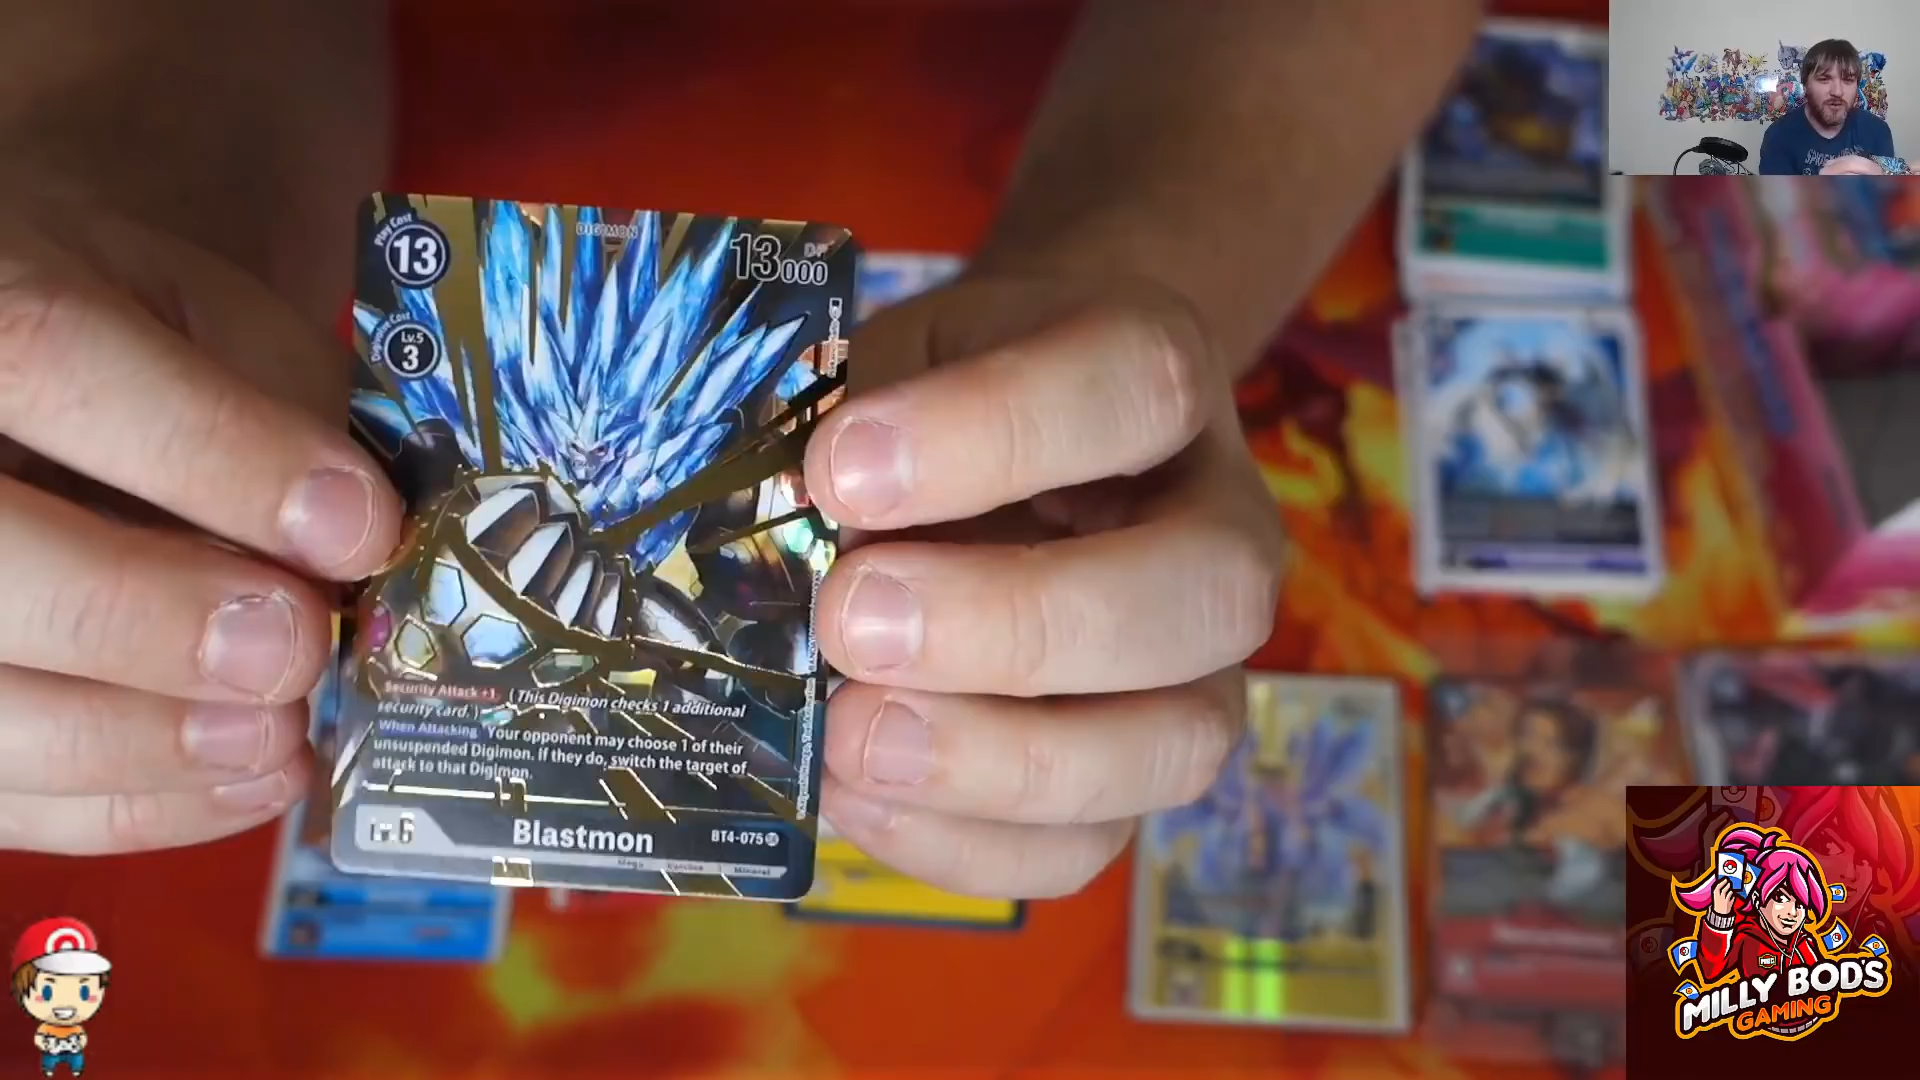 Play Cost
13
DIGIMON
13000
DP
Digivolve Cost
Lv.5
3
Security Attack +1 (This Digimon checks 1 additional
security card.)
When Attacking Your opponent may choose 1 of their
unsuspended Digimon. If they do, switch the target of
attack to that Digimon.
Lv.6
Blastmon
BT4-075 SR
Mega
Mineral
MILLY BOD'S
GAMING